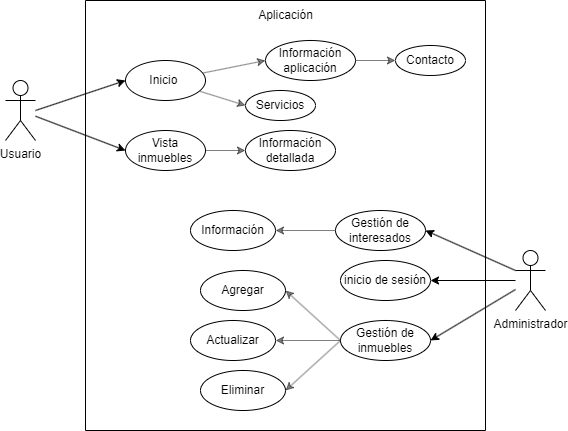 Aplicación
Información
aplicación
Contacto
Inicio
Servicios
Usuario
Vista
inmuebles
Información
detallada
Información
Gestión de
interesados
inicio de sesión
Agregar
Administrador
Actualizar
Gestión de
inmuebles
Eliminar